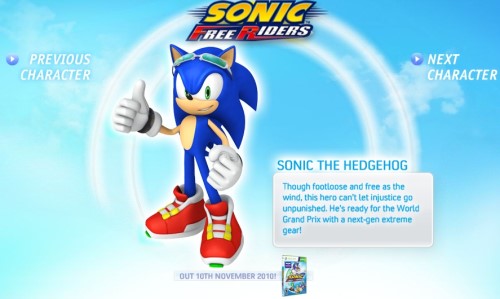 SONIC
FREE RIDERS
PREVIOUS
CHARACTER
NEXT
CHARACTER
SONIC THE HEDGEHOG
Though footloose and free as the
wind, this hero can't let injustice go
unpunished. He's ready for the World
Grand Prix with a next-gen extreme
gear!
OUT 10TH NOVEMBER 2010!